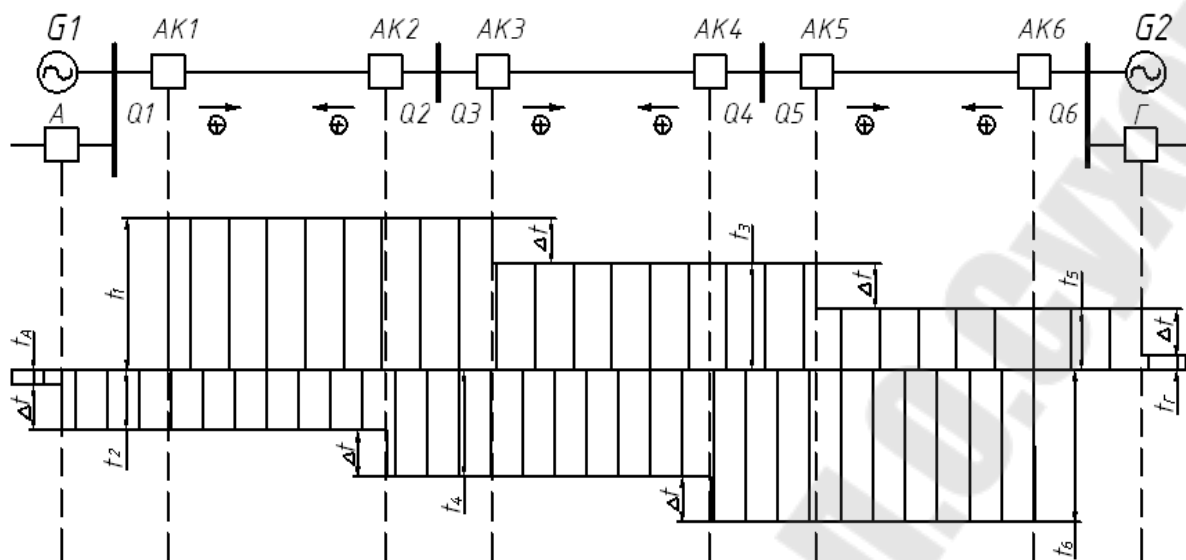 G1 AK1 AK2 AK3 AK4 AK5 AK6 G2
A Q1 Q2 Q3 Q4 Q5 Q6 Г
t1 Δt t3 Δt t5 Δt
tA
Δt t2 Δt t4 Δt t6 tГ